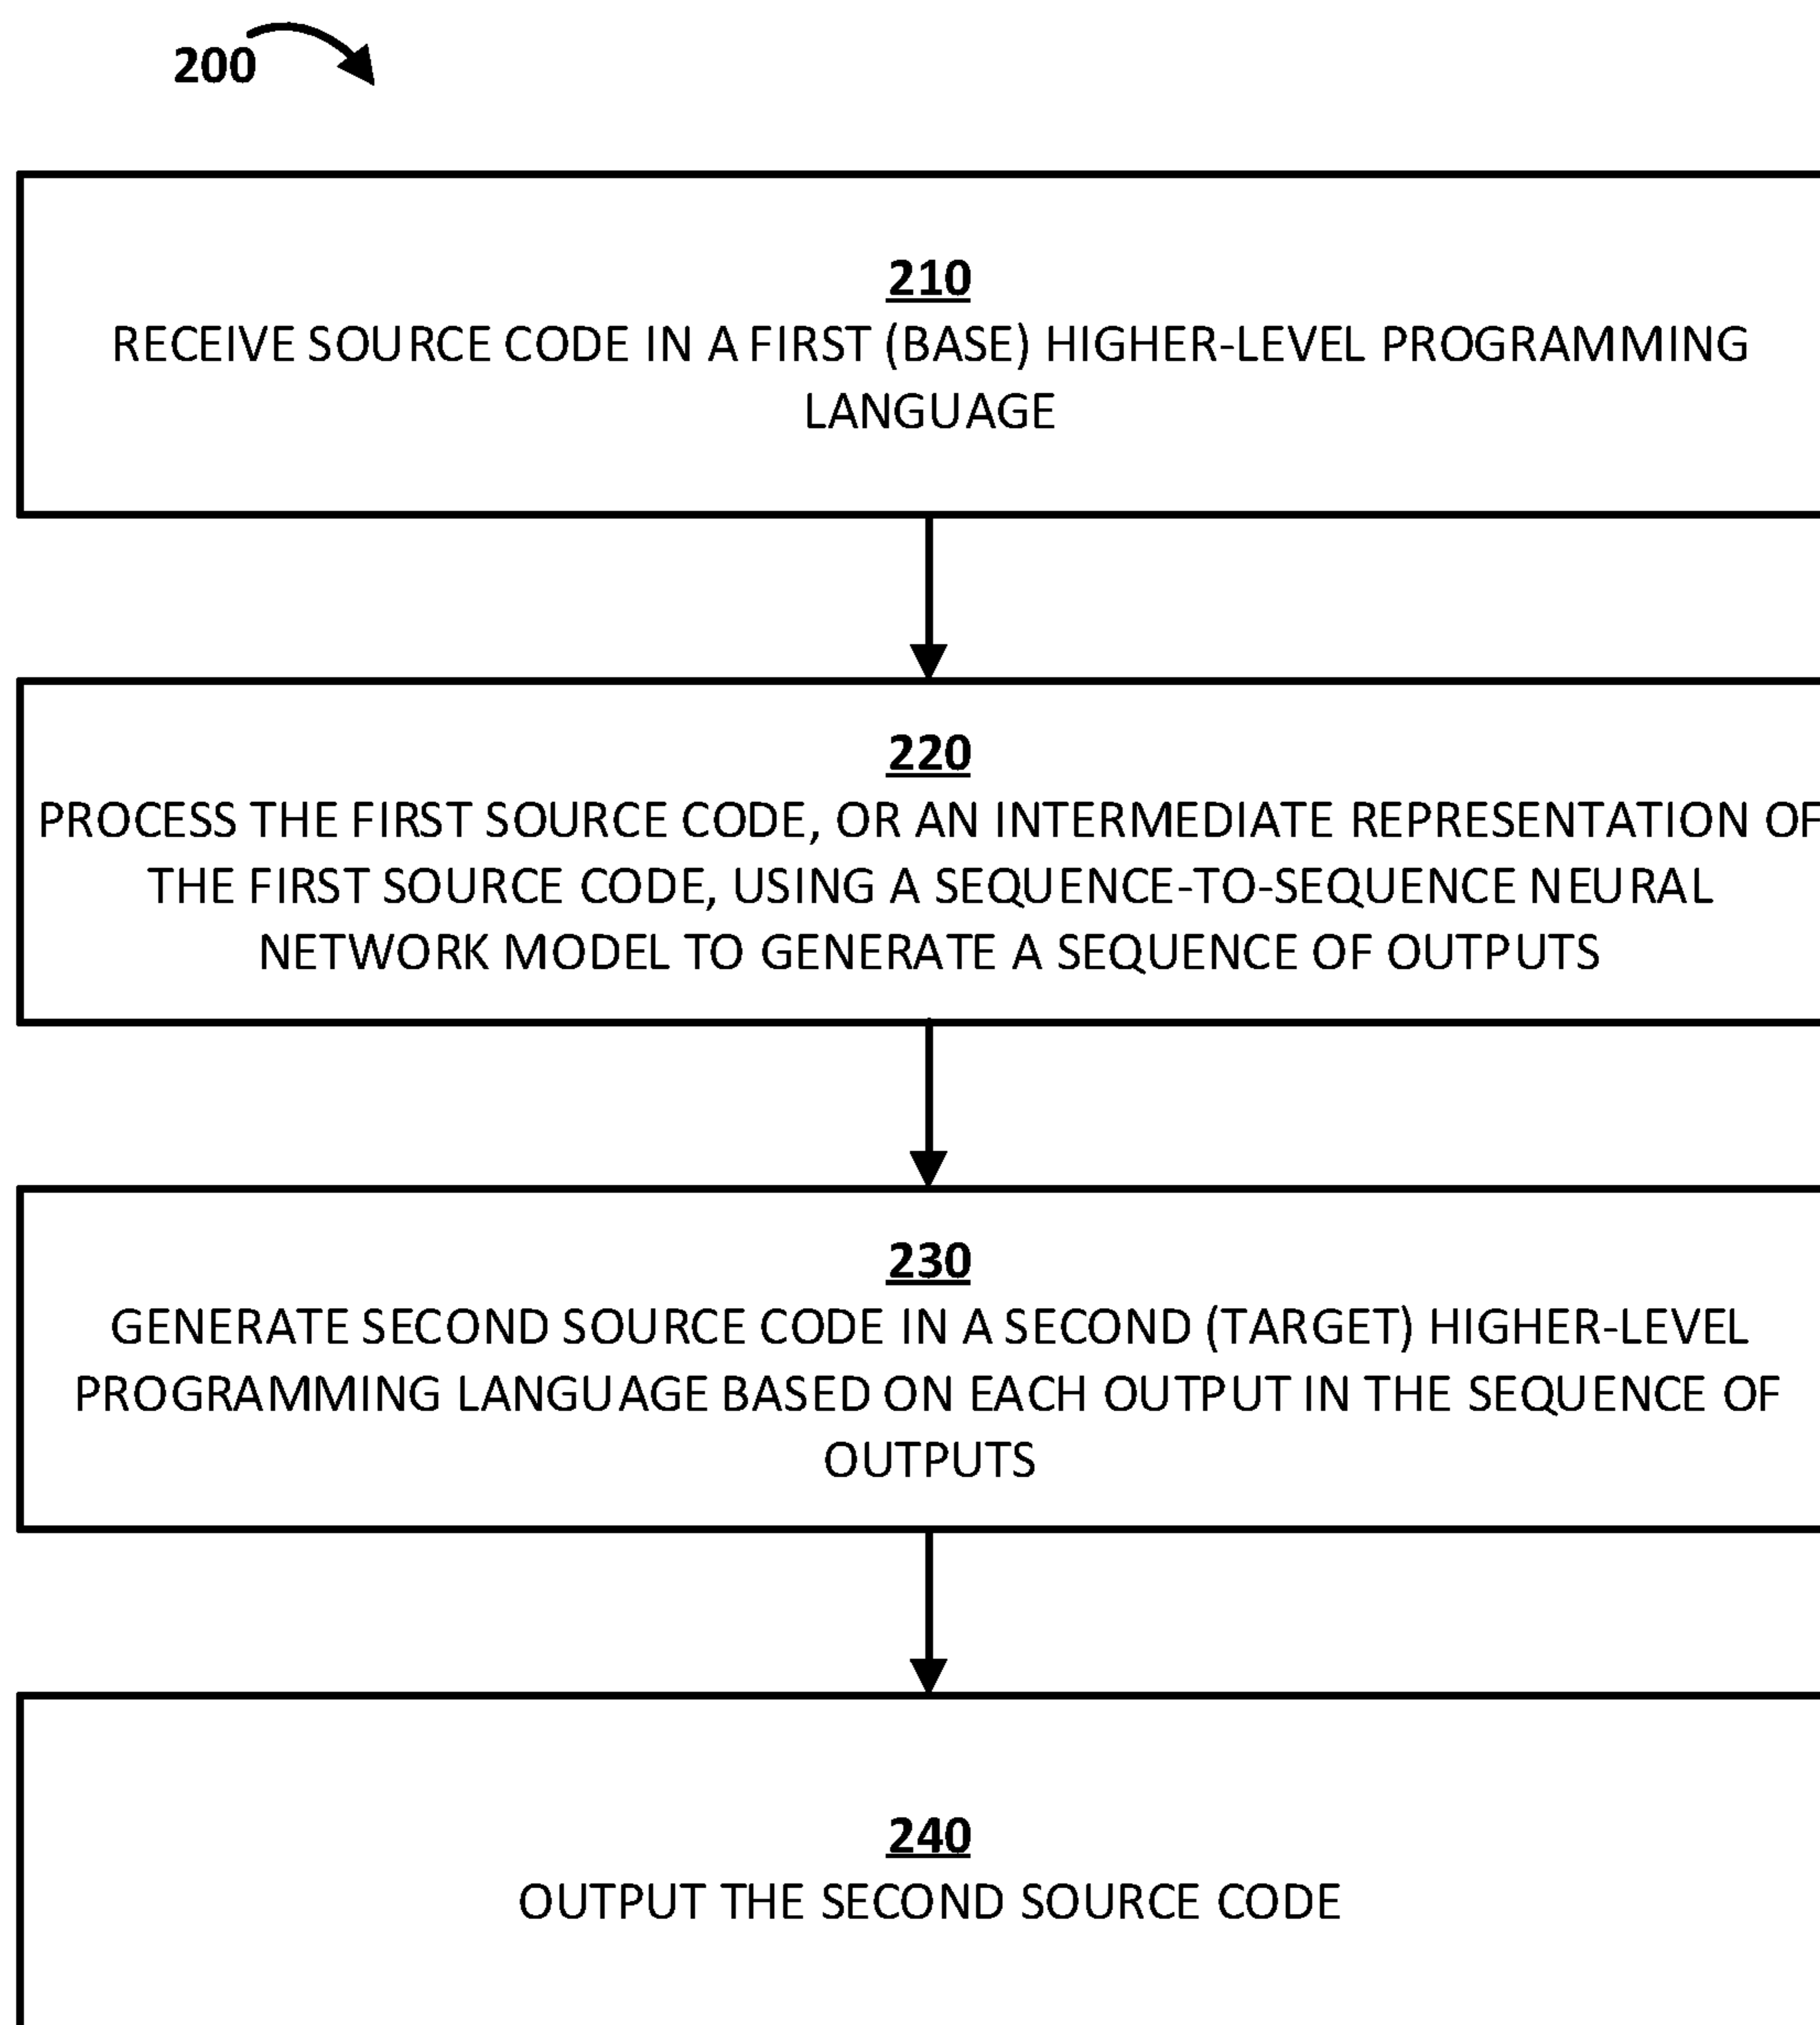 200
210
RECEIVE SOURCE CODE IN A FIRST (BASE) HIGHER-LEVEL PROGRAMMING
LANGUAGE
220
PROCESS THE FIRST SOURCE CODE, OR AN INTERMEDIATE REPRESENTATION OF
THE FIRST SOURCE CODE, USING A SEQUENCE-TO-SEQUENCE NEURAL
NETWORK MODEL TO GENERATE A SEQUENCE OF OUTPUTS
230
GENERATE SECOND SOURCE CODE IN A SECOND (TARGET) HIGHER-LEVEL
PROGRAMMING LANGUAGE BASED ON EACH OUTPUT IN THE SEQUENCE OF
OUTPUTS
240
OUTPUT THE SECOND SOURCE CODE